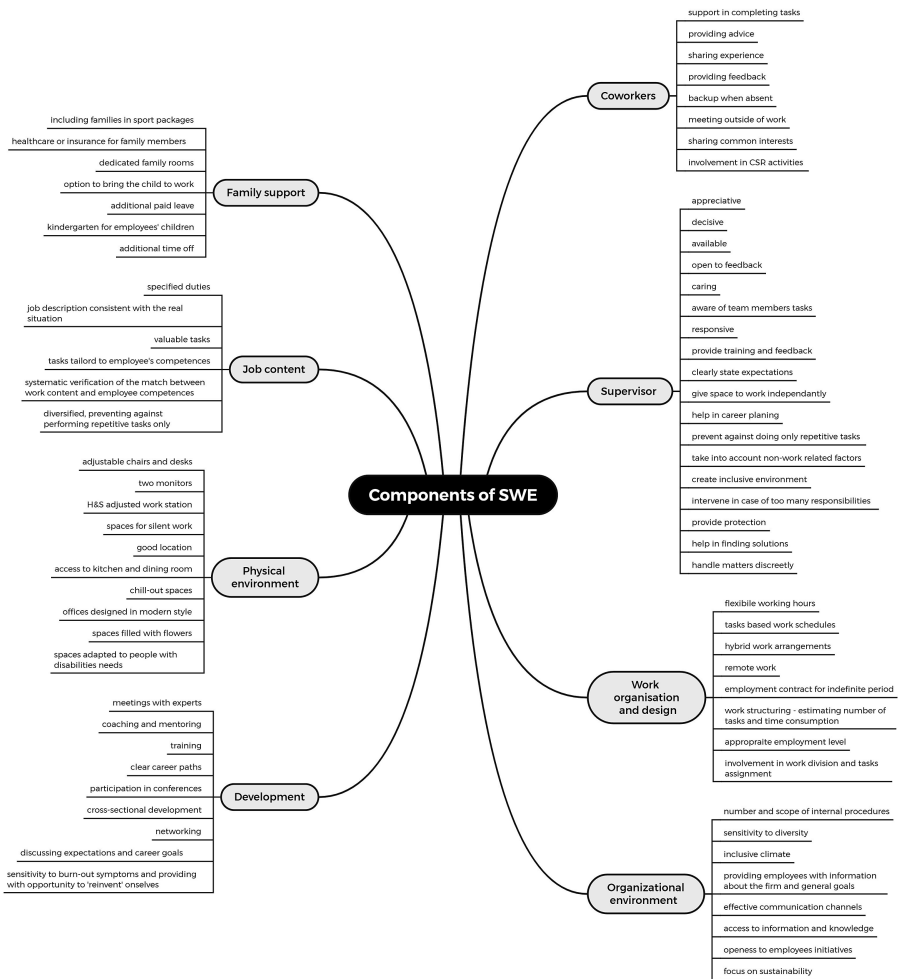 Components of SWE
Coworkers
support in completing tasks
providing advice
sharing experience
providing feedback
backup when absent
meeting outside of work
sharing common interests
involvement in CSR activities
Supervisor
appreciative
decisive
available
open to feedback
caring
aware of team members tasks
responsive
provide training and feedback
clearly state expectations
give space to work independantly
help in career planing
prevent against doing only repetitive tasks
take into account non-work related factors
create inclusive environment
intervene in case of too many responsibilities
provide protection
help in finding solutions
handle matters discreetly
Work
organisation
and design
flexibile working hours
tasks based work schedules
hybrid work arrangements
remote work
employment contract for indefinite period
work structuring - estimating number of
tasks and time consumption
appropraite employment level
involvement in work division and tasks
assignment
Organizational
environment
number and scope of internal procedures
sensitivity to diversity
inclusive climate
providing employees with information
about the firm and general goals
effective communication channels
access to information and knowledge
openess to employees initiatives
focus on sustainability
Family support
including families in sport packages
healthcare or insurance for family members
dedicated family rooms
option to bring the child to work
additional paid leave
kindergarten for employees' children
additional time off
Job content
specified duties
job description consistent with the real
situation
valuable tasks
tasks tailord to employee's competences
systematic verification of the match between
work content and employee competences
diversified, preventing against
performing repetitive tasks only
Physical
environment
adjustable chairs and desks
two monitors
H&S adjusted work station
spaces for silent work
good location
access to kitchen and dining room
chill-out spaces
offices designed in modern style
spaces filled with flowers
spaces adapted to people with
disabilities needs
Development
meetings with experts
coaching and mentoring
training
clear career paths
participation in conferences
cross-sectional development
networking
discussing expectations and career goals
sensitivity to burn-out symptoms and providing
with opportunity to 'reinvent' onselves